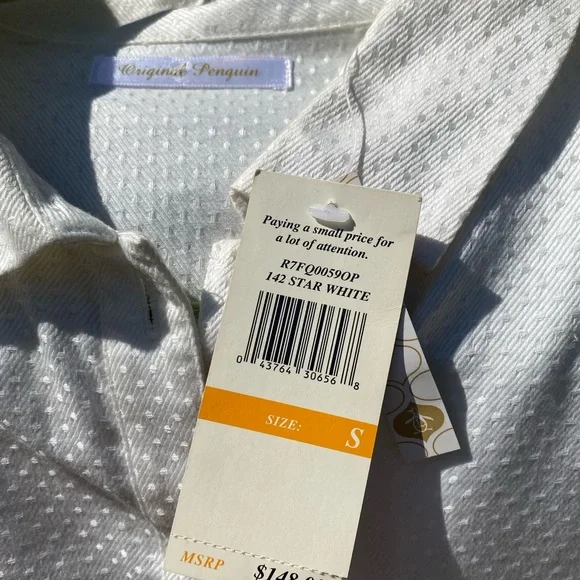 Original Penguin
Paying a small price for
a lot of attention.
R7FQ0059OP
142 STAR WHITE
0 43764 30656 8
SIZE: S
MSRP